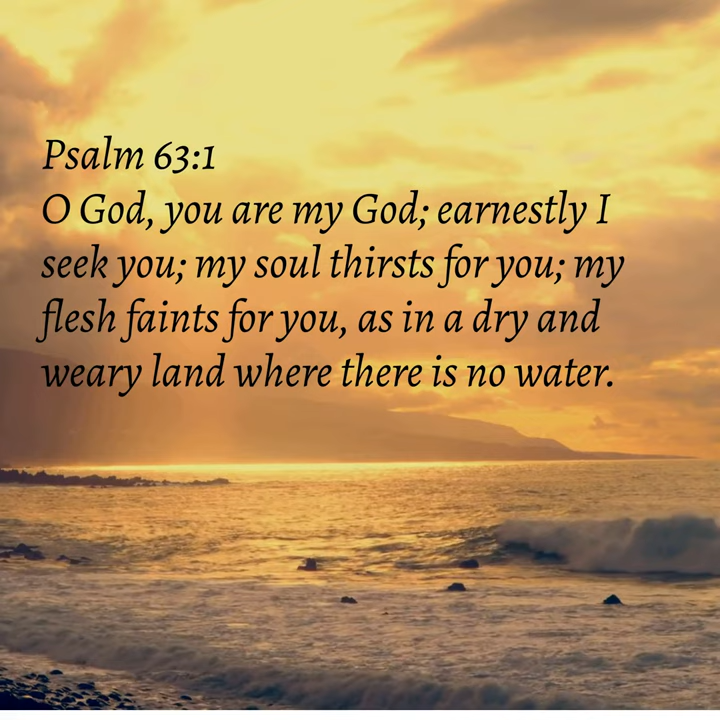 Psalm 63:1
O God, you are my God; earnestly I
seek you; my soul thirsts for you; my
flesh faints for you, as in a dry and
weary land where there is no water.